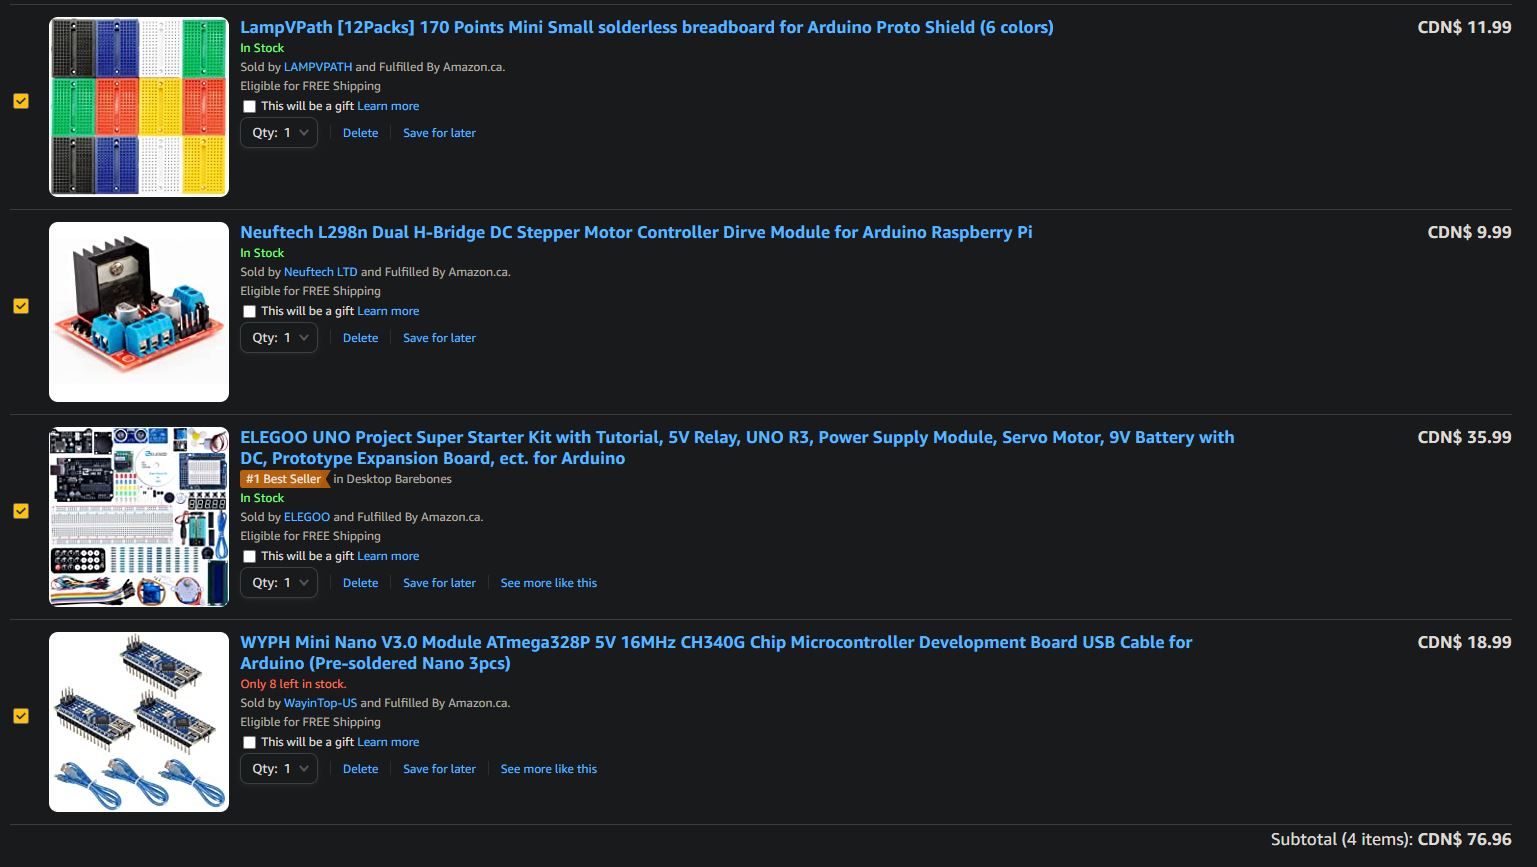 LampVPath [12Packs] 170 Points Mini Small solderless breadboard for Arduino Proto Shield (6 colors)
CDN$ 11.99
In Stock
Sold by LAMPVPATH and Fulfilled By Amazon.ca.
Eligible for FREE Shipping
This will be a gift Learn more
Qty: 1
Delete
Save for later
Neuftech L298n Dual H-Bridge DC Stepper Motor Controller Dirve Module for Arduino Raspberry Pi
CDN$ 9.99
In Stock
Sold by Neuftech LTD and Fulfilled By Amazon.ca.
Eligible for FREE Shipping
This will be a gift Learn more
Qty: 1
Delete
Save for later
ELEGOO UNO Project Super Starter Kit with Tutorial, 5V Relay, UNO R3, Power Supply Module, Servo Motor, 9V Battery with
DC, Prototype Expansion Board, ect. for Arduino
CDN$ 35.99
#1 Best Seller in Desktop Barebones
In Stock
Sold by ELEGOO and Fulfilled By Amazon.ca.
Eligible for FREE Shipping
This will be a gift Learn more
Qty: 1
Delete
Save for later
See more like this
WYPH Mini Nano V3.0 Module ATmega328P 5V 16MHz CH340G Chip Microcontroller Development Board USB Cable for
Arduino (Pre-soldered Nano 3pcs)
CDN$ 18.99
Only 8 left in stock.
Sold by WayinTop-US and Fulfilled By Amazon.ca.
Eligible for FREE Shipping
This will be a gift Learn more
Qty: 1
Delete
Save for later
See more like this
Subtotal (4 items): CDN$ 76.96